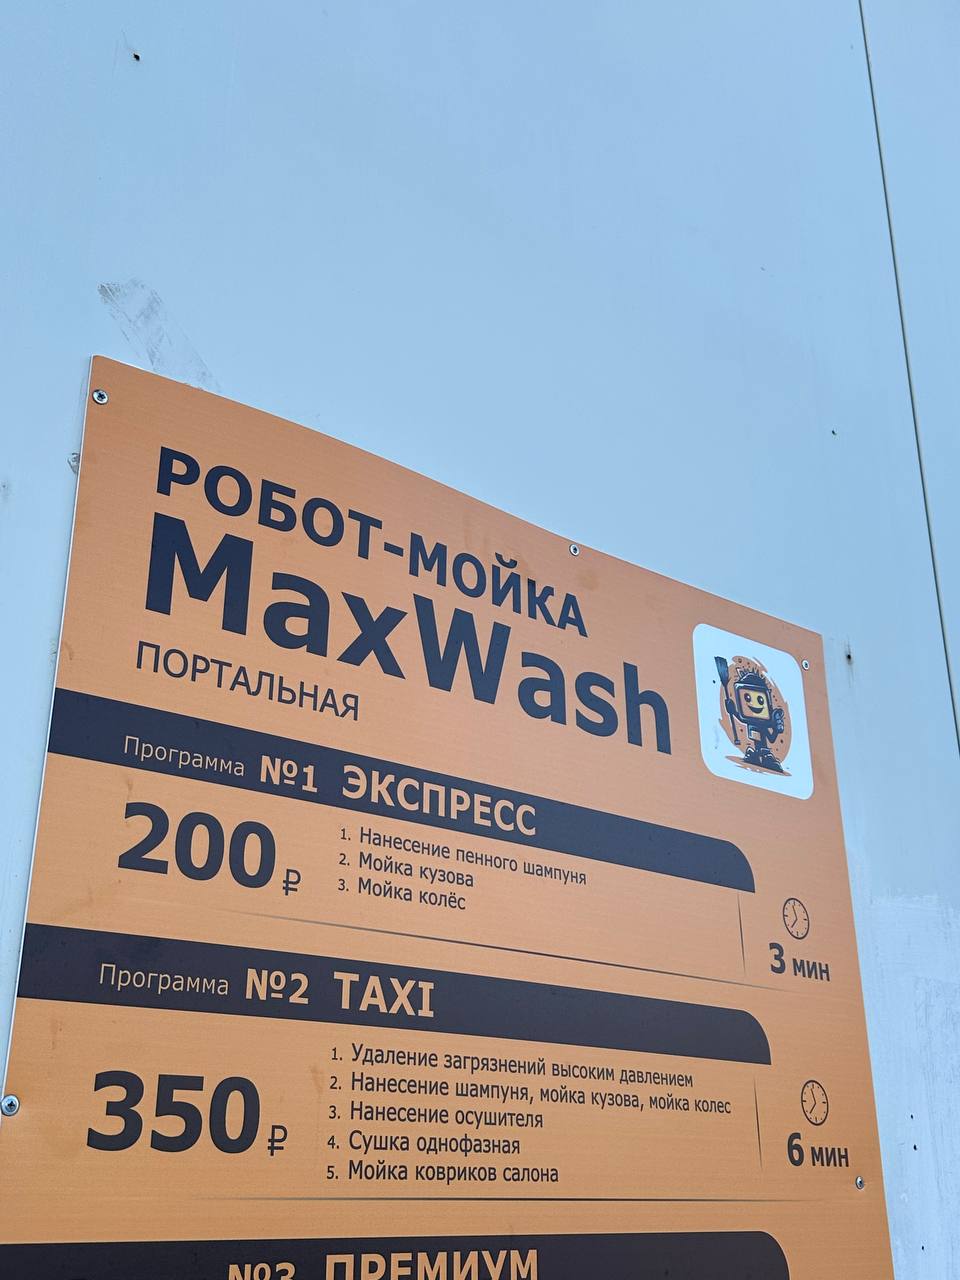 РОБОТ-МОЙКА
MaxWash
ПОРТАЛЬНАЯ
Программа №1 ЭКСПРЕСС
200 ₽
1. Нанесение пенного шампуня
2. Мойка кузова
3. Мойка колёс
3 мин
Программа №2 TAXI
350 ₽
1. Удаление загрязнений высоким давлением
2. Нанесение шампуня, мойка кузова, мойка колес
3. Нанесение осушителя
4. Сушка однофазная
5. Мойка ковриков салона
6 мин
№3 ПРЕМИУМ